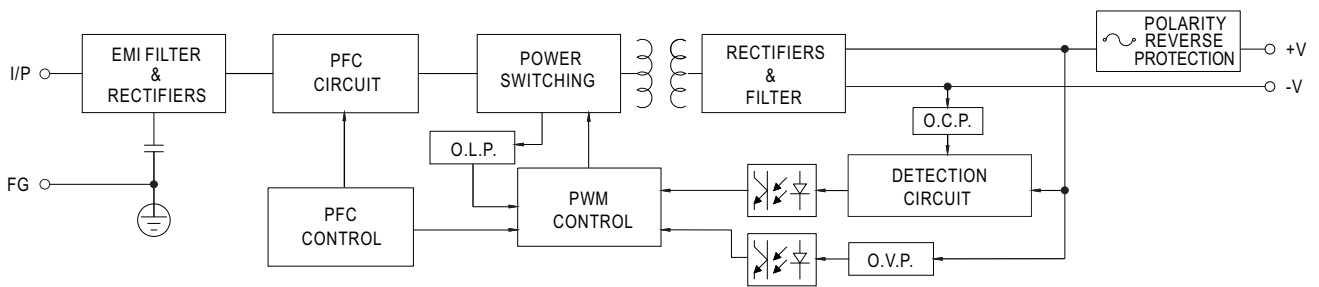 I/P
EMI FILTER
&
RECTIFIERS
PFC
CIRCUIT
POWER
SWITCHING
RECTIFIERS
&
FILTER
POLARITY
REVERSE
PROTECTION
+V
-V
O.C.P.
O.L.P.
DETECTION
CIRCUIT
FG
PFC
CONTROL
PWM
CONTROL
O.V.P.